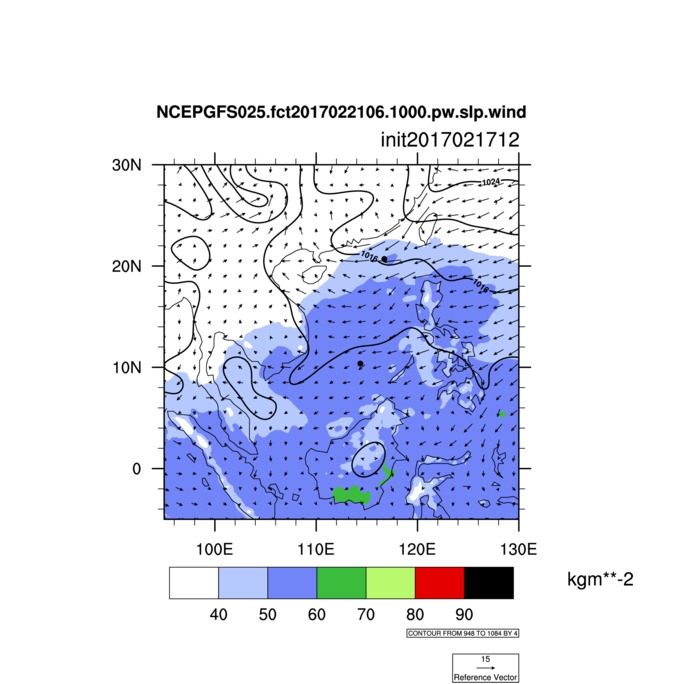 NCEPGFS025.fct2017022106.1000.pw.slp.wind
init2017021712
30N
1024
20N
1016
1016
10N
0
100E 110E 120E 130E
kgm**-2
40 50 60 70 80 90
CONTOUR FROM 948 TO 1084 BY 4
15
Reference Vector